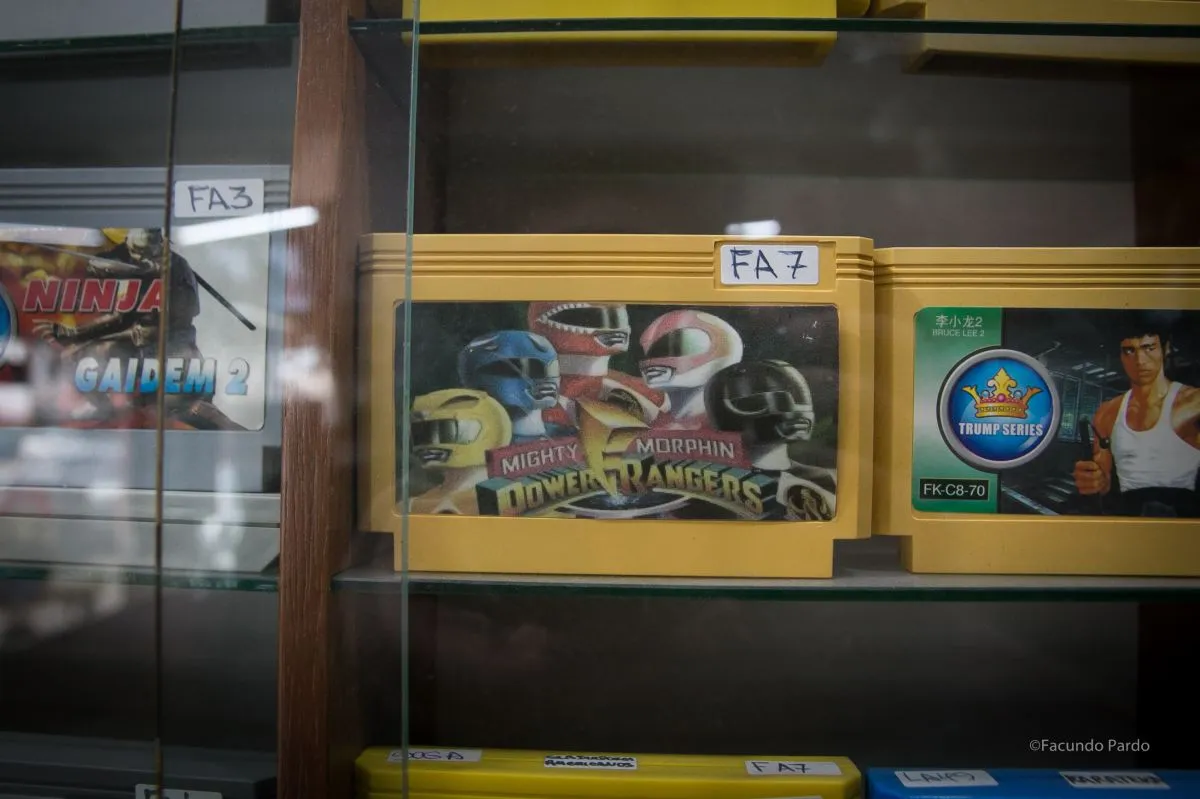 FA3
NINJA
GAIDEM 2
FA7
MIGHTY MORPHIN
POWER RANGERS
李小龙2
BRUCE LEE 2
TRUMP SERIES
FK-C8-70
©Facundo Pardo
AMERICANOS
FA7